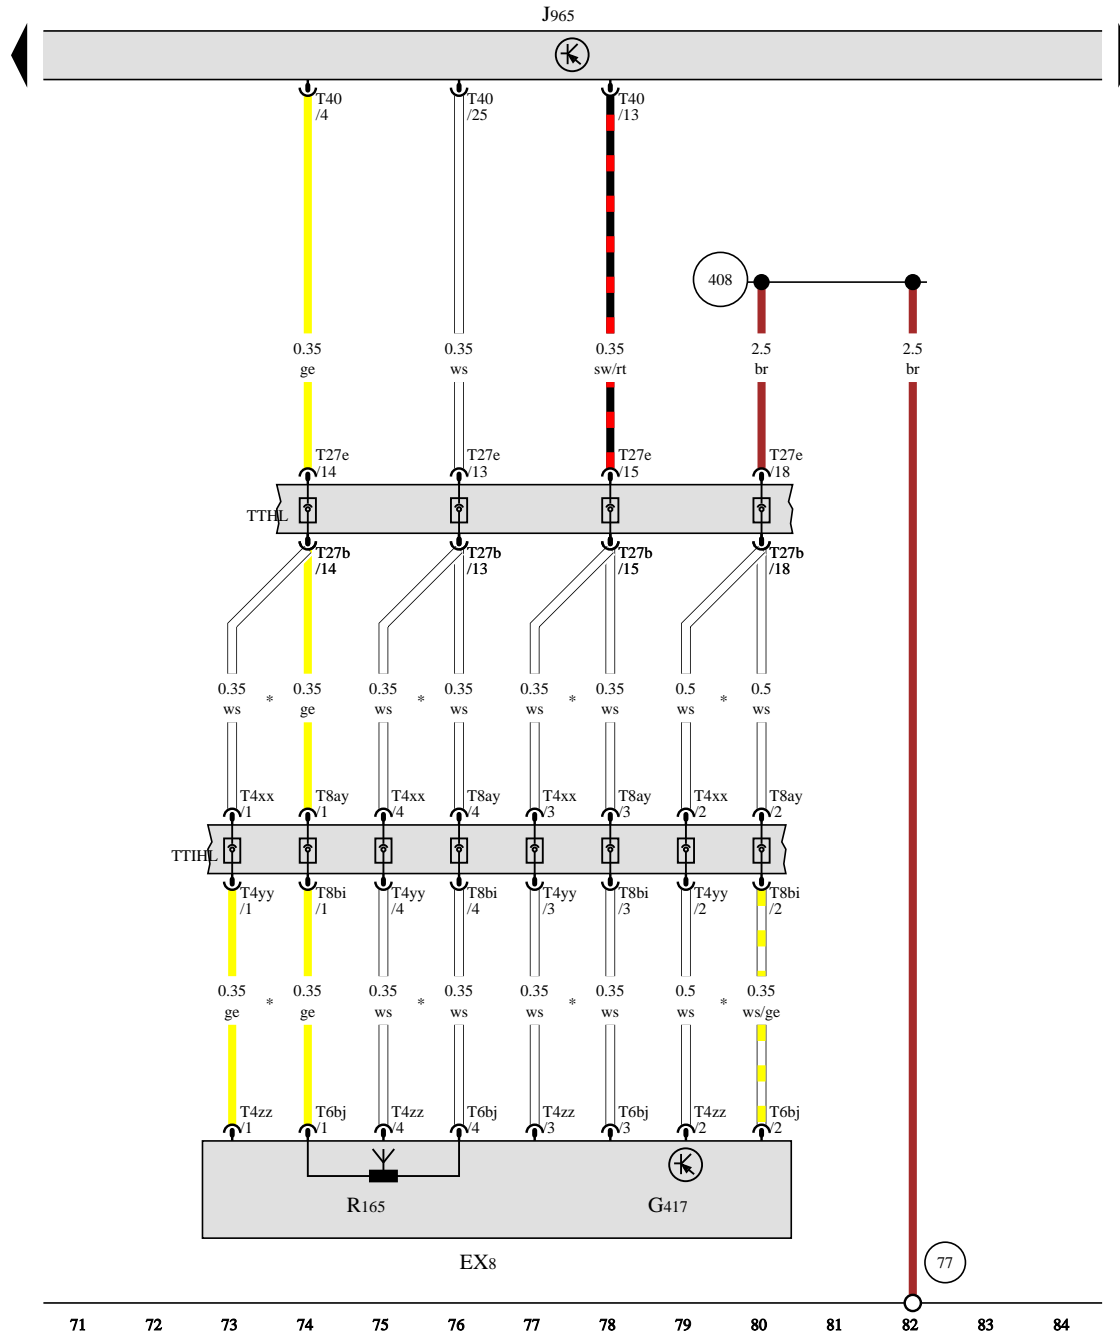 J965
T40 T40 T40
/4 /25 /13
408
0.35 0.35 0.35 2.5 2.5
ge ws sw/rt br br
T27e T27e T27e T27e
/14 /13 /15 /18
TTHL
T27b T27b T27b T27b
/14 /13 /15 /18
0.35 * 0.35 0.35 * 0.35 0.35 * 0.35 0.5 * 0.5
ws ge ws ws ws ws ws ws
T4xx T8ay T4xx T8ay T4xx T8ay T4xx T8ay
/1 /1 /4 /4 /3 /3 /2 /2
TTIHL
T4yy T8bi T4yy T8bi T4yy T8bi T4yy T8bi
/1 /1 /4 /4 /3 /3 /2 /2
0.35 * 0.35 0.35 * 0.35 0.35 * 0.35 0.5 * 0.35
ge ge ws ws ws ws ws ws/ge
T4zz T6bj T4zz T6bj T4zz T6bj T4zz T6bj
/1 /1 /4 /4 /3 /3 /2 /2
R165 G417
EX8
77
71 72 73 74 75 76 77 78 79 80 81 82 83 84